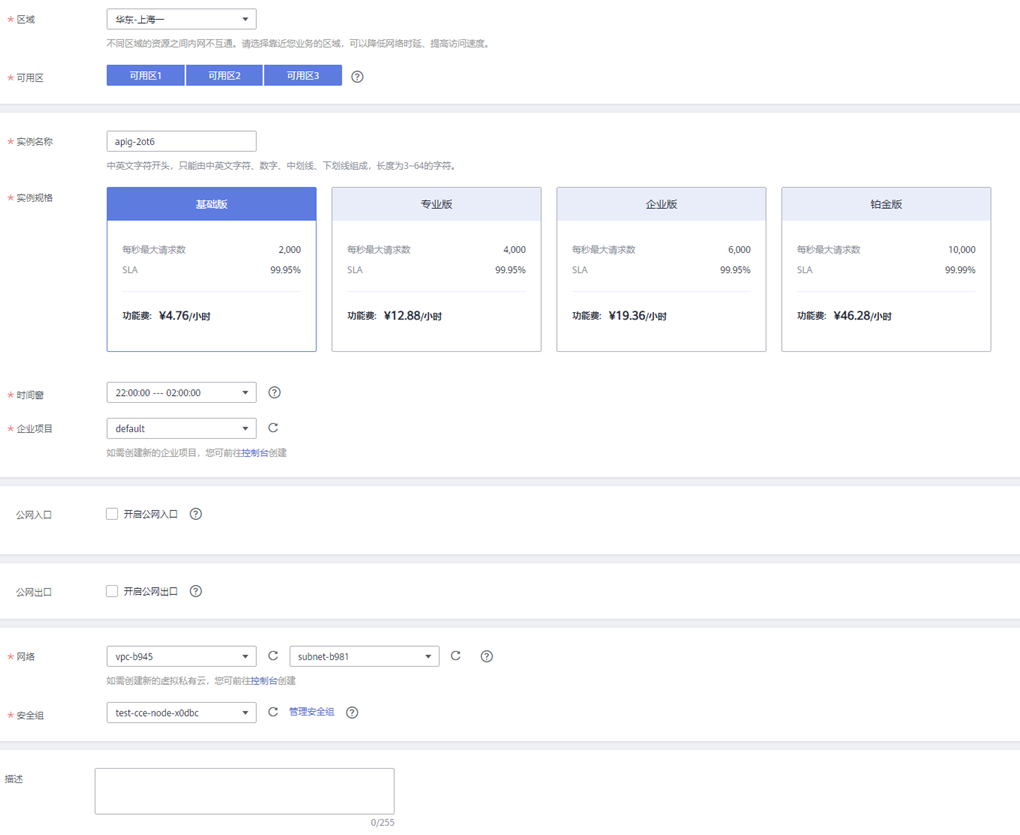 * 区域 华东-上海一
不同区域的资源之间内网不互通。请选择靠近您业务的区域，可以降低网络时延、提高访问速度。
* 可用区 可用区1 可用区2 可用区3
* 实例名称 apig-2ot6
中英文字符开头，只能由中英文字符、数字、中划线、下划线组成，长度为3~64的字符。
* 实例规格 基础版 专业版 企业版 铂金版
每秒最大请求数 2,000 每秒最大请求数 4,000 每秒最大请求数 6,000 每秒最大请求数 10,000
SLA 99.95% SLA 99.95% SLA 99.95% SLA 99.99%
功能费: ¥4.76/小时 功能费: ¥12.88/小时 功能费: ¥19.36/小时 功能费: ¥46.28/小时
* 时间窗 22:00:00 --- 02:00:00
* 企业项目 default
如需创建新的企业项目，您可前往控制台创建
公网入口 开启公网入口
公网出口 开启公网出口
* 网络 vpc-b945 subnet-b981
如需创建新的虚拟私有云，您可前往控制台创建
* 安全组 test-cce-node-x0dbc 管理安全组
描述
0/255